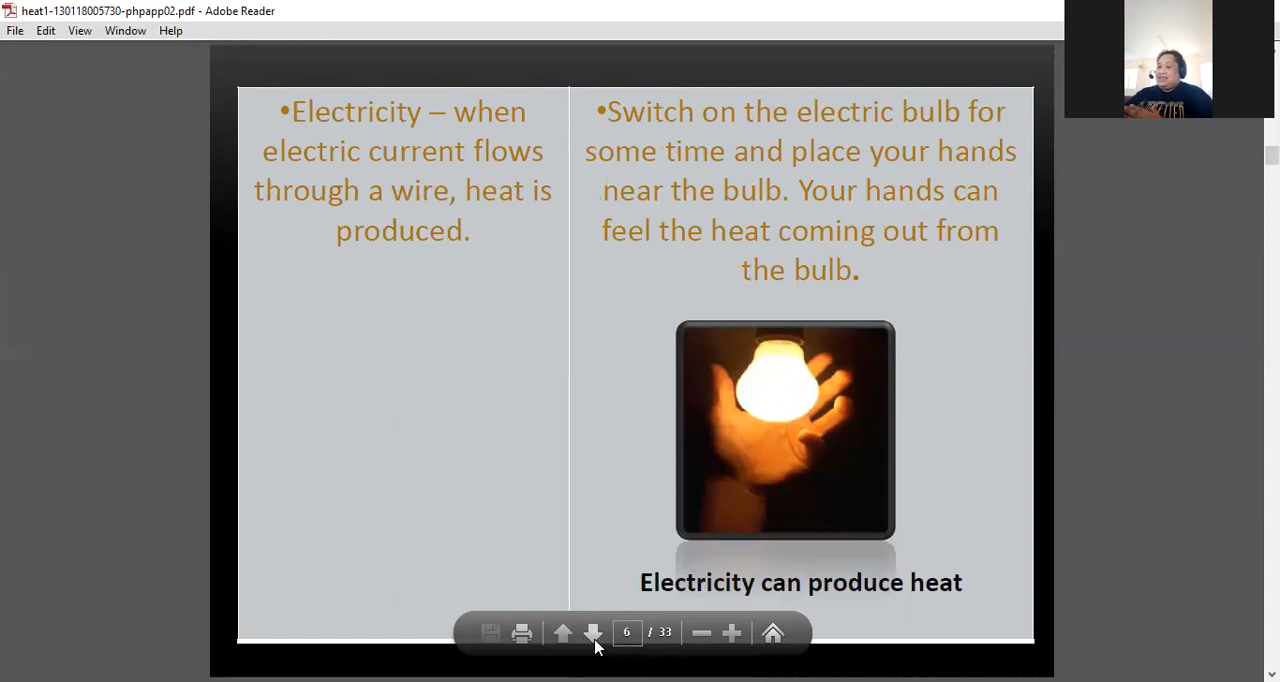 heat1-130118005730-phpapp02.pdf - Adobe Reader
File Edit View Window Help
•Electricity – when
electric current flows
through a wire, heat is
produced.
•Switch on the electric bulb for
some time and place your hands
near the bulb. Your hands can
feel the heat coming out from
the bulb.
Electricity can produce heat
6 / 33